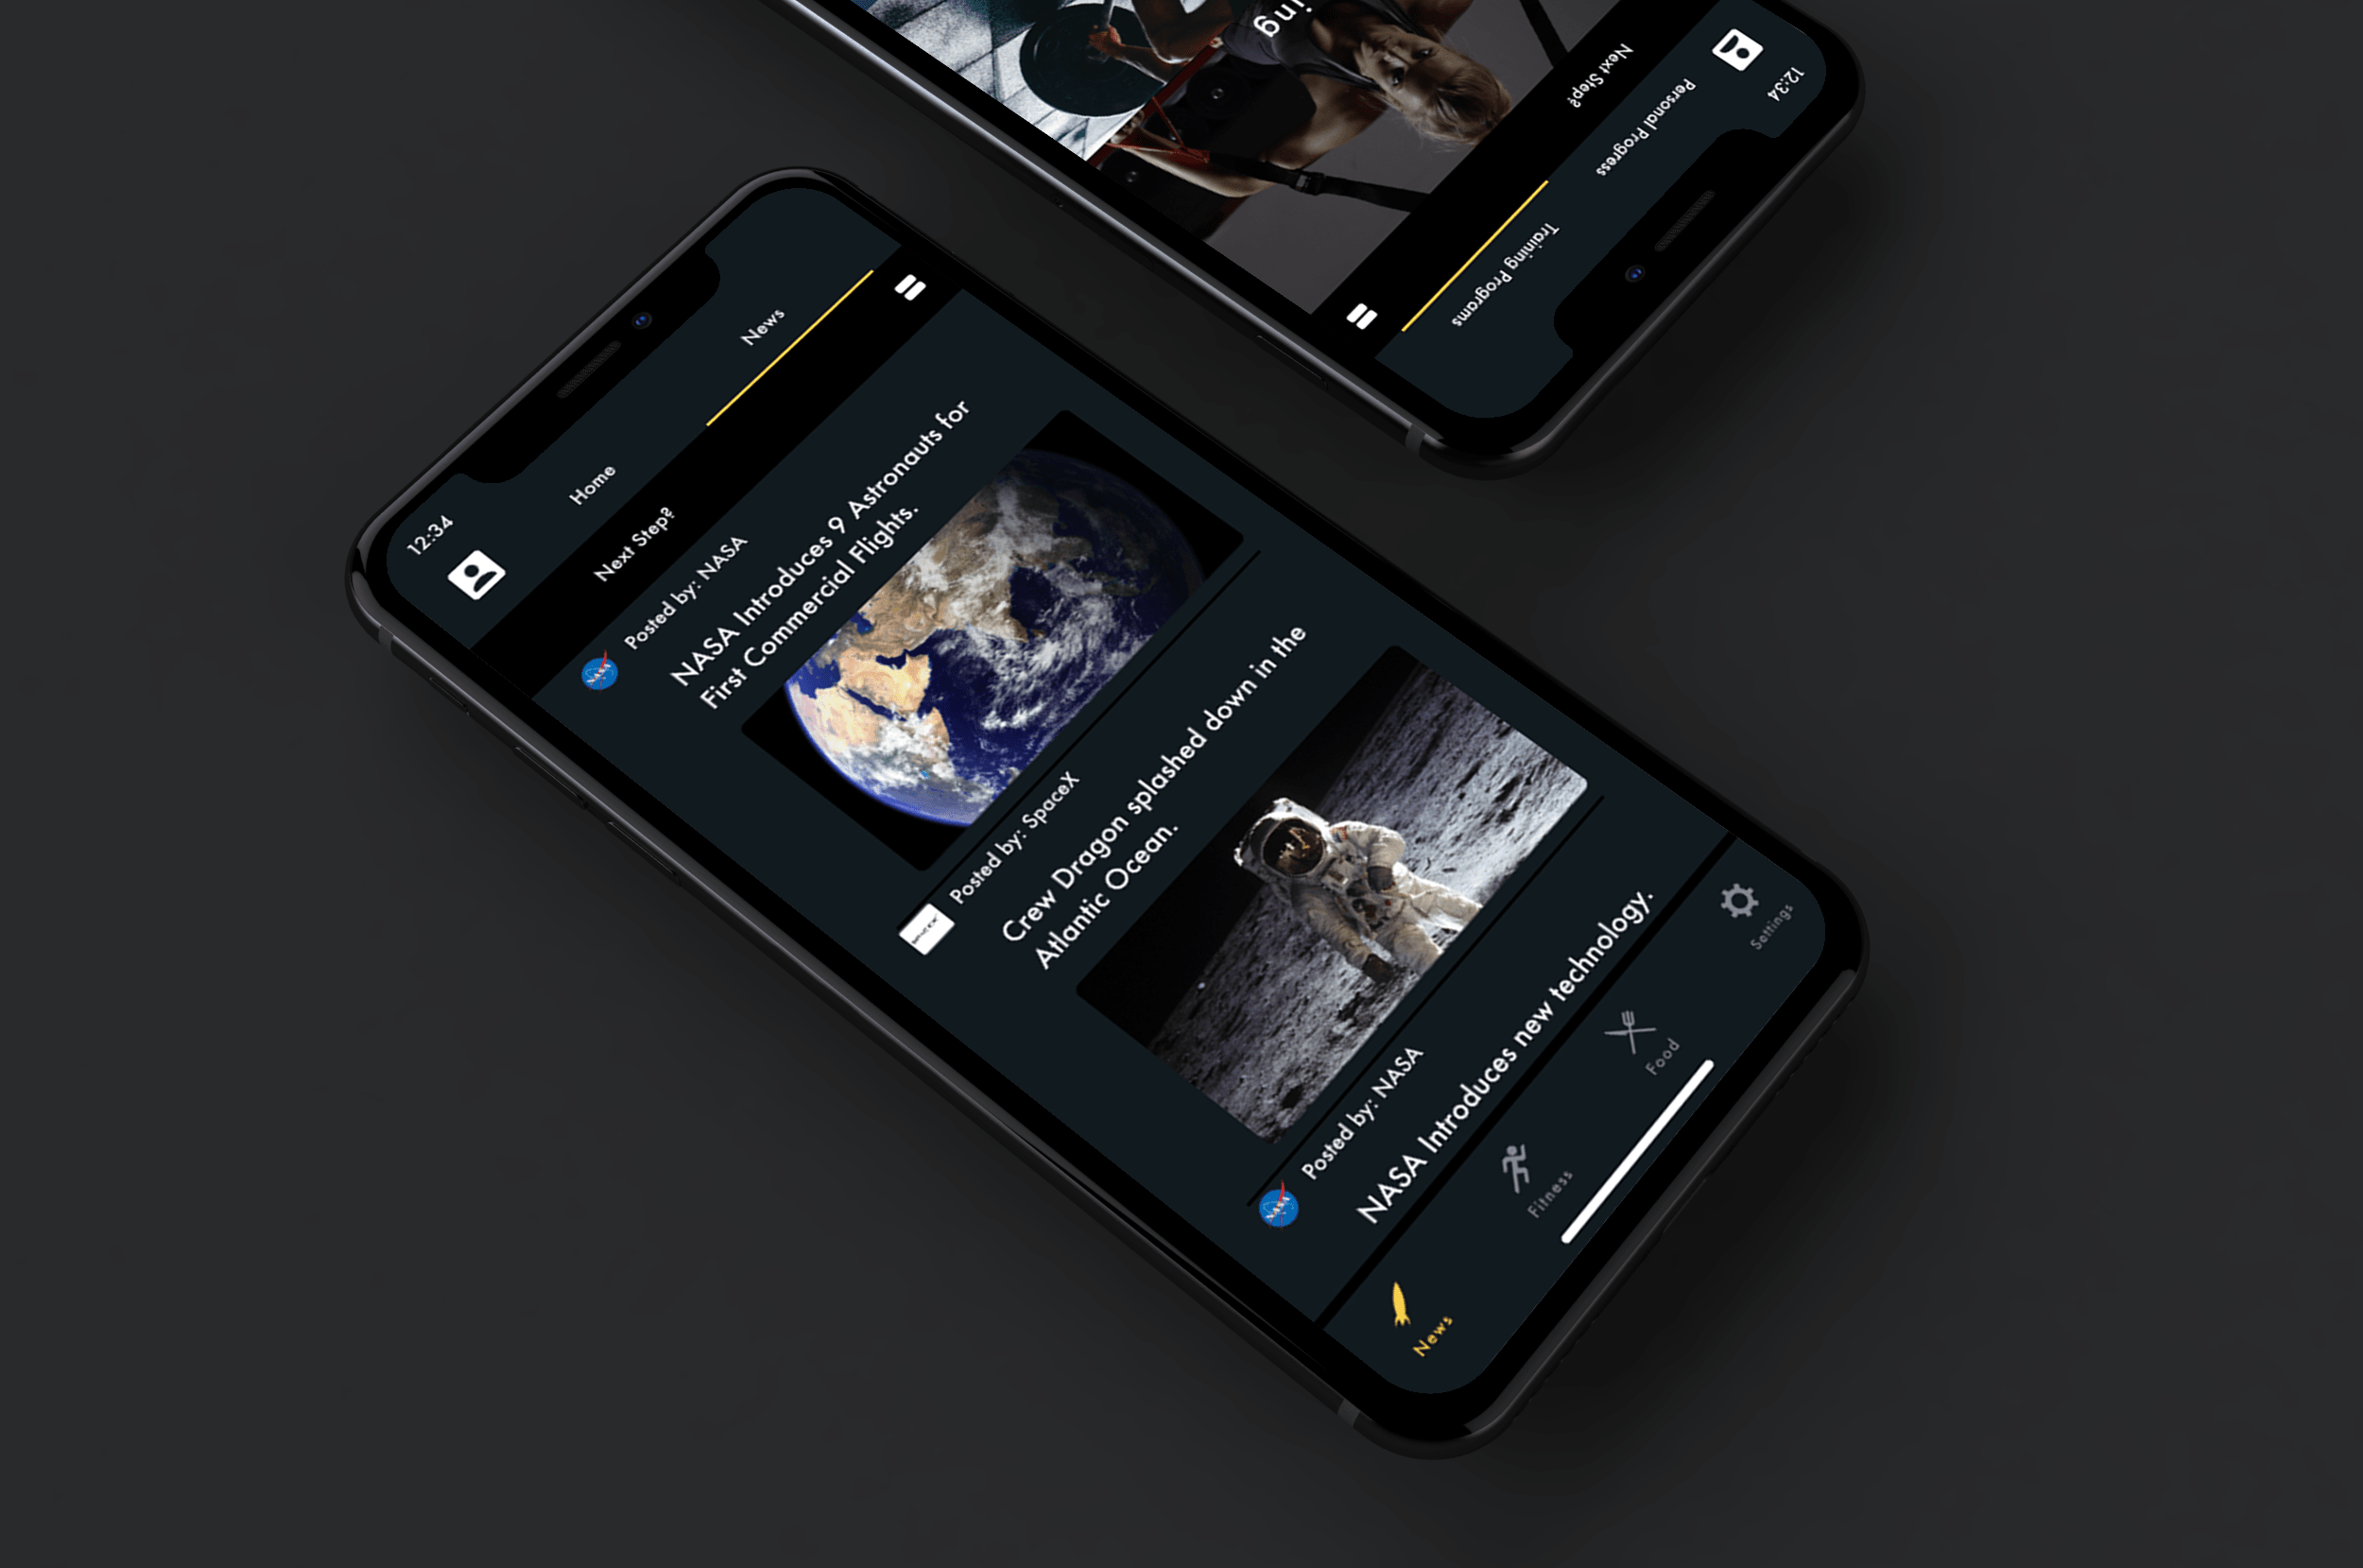 12:34
Home
News
Next Step?
Posted by: NASA
NASA Introduces 9 Astronauts for
First Commercial Flights.
Posted by: SpaceX
Crew Dragon splashed down in the
Atlantic Ocean.
Posted by: NASA
NASA Introduces new technology.
News
Fitness
Food
Settings
12:34
Personal Progress
Training Programs
Next Step?
ing
NASA
NASA